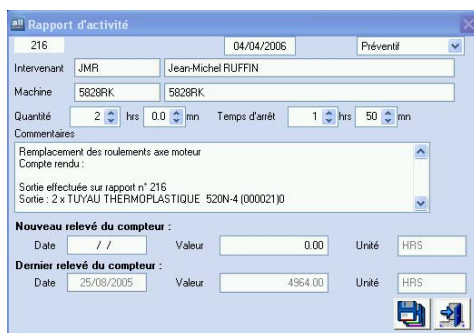 all Rapport d'activité
216 04/04/2006 Préventif
Intervenant JMR Jean-Michel RUFFIN
Machine 5828RK 5828RK
Quantité 2 hrs 0.0 mn Temps d'arrêt 1 hrs 50 mn
Commentaires
Remplacement des roulements axe moteur
Compte rendu :
Sortie effectuée sur rapport n° 216
Sortie : 2 x TUYAU THERMOPLASTIQUE 520N-4 (000021)0
Nouveau relevé du compteur :
Date / / Valeur 0.00 Unité HRS
Dernier relevé du compteur :
Date 25/08/2005 Valeur 4964.00 Unité HRS